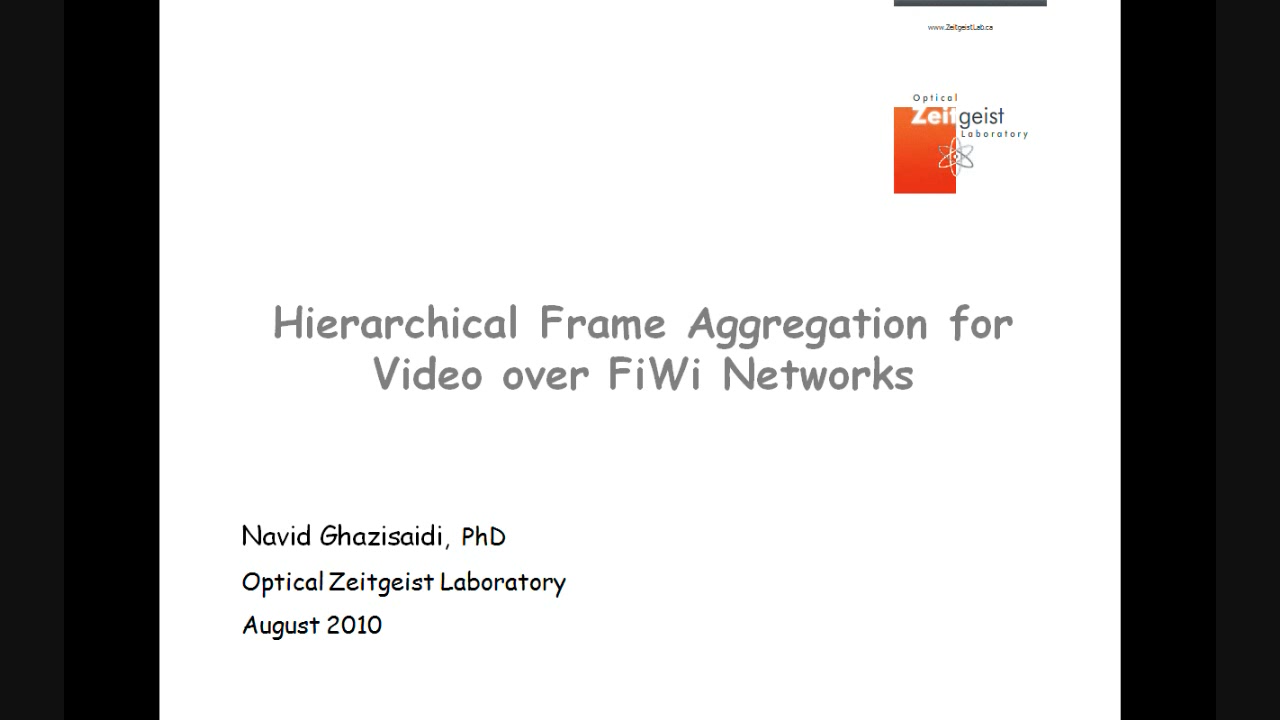 www.ZeitgeistLab.ca
Optical
Zeitgeist
Laboratory
Hierarchical Frame Aggregation for
Video over FiWi Networks
Navid Ghazisaidi, PhD
Optical Zeitgeist Laboratory
August 2010